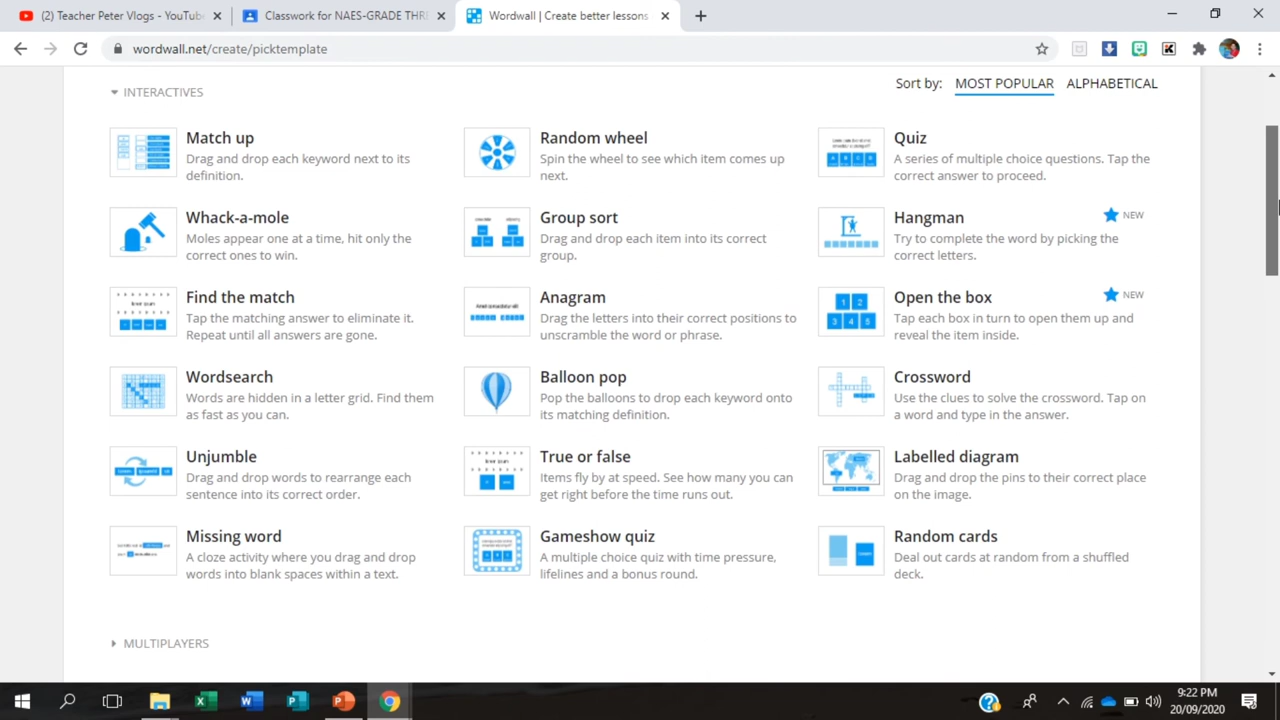 (2) Teacher Peter Vlogs - YouTube
Classwork for NAES-GRADE THRE
Wordwall | Create better lessons
wordwall.net/create/picktemplate
INTERACTIVES
Sort by: MOST POPULAR ALPHABETICAL
Match up
Drag and drop each keyword next to its
definition.
Random wheel
Spin the wheel to see which item comes up
next.
Quiz
A series of multiple choice questions. Tap the
correct answer to proceed.
Whack-a-mole
Moles appear one at a time, hit only the
correct ones to win.
Group sort
Drag and drop each item into its correct
group.
Hangman
NEW
Try to complete the word by picking the
correct letters.
Find the match
Tap the matching answer to eliminate it.
Repeat until all answers are gone.
Anagram
Drag the letters into their correct positions to
unscramble the word or phrase.
1 2
3 4 5
Open the box
NEW
Tap each box in turn to open them up and
reveal the item inside.
Wordsearch
Words are hidden in a letter grid. Find them
as fast as you can.
Balloon pop
Pop the balloons to drop each keyword onto
its matching definition.
Crossword
Use the clues to solve the crossword. Tap on
a word and type in the answer.
Unjumble
Drag and drop words to rearrange each
sentence into its correct order.
True or false
Items fly by at speed. See how many you can
get right before the time runs out.
Labelled diagram
Drag and drop the pins to their correct place
on the image.
Missing word
A cloze activity where you drag and drop
words into blank spaces within a text.
Gameshow quiz
A multiple choice quiz with time pressure,
lifelines and a bonus round.
Random cards
Deal out cards at random from a shuffled
deck.
MULTIPLAYERS
9:22 PM
20/09/2020